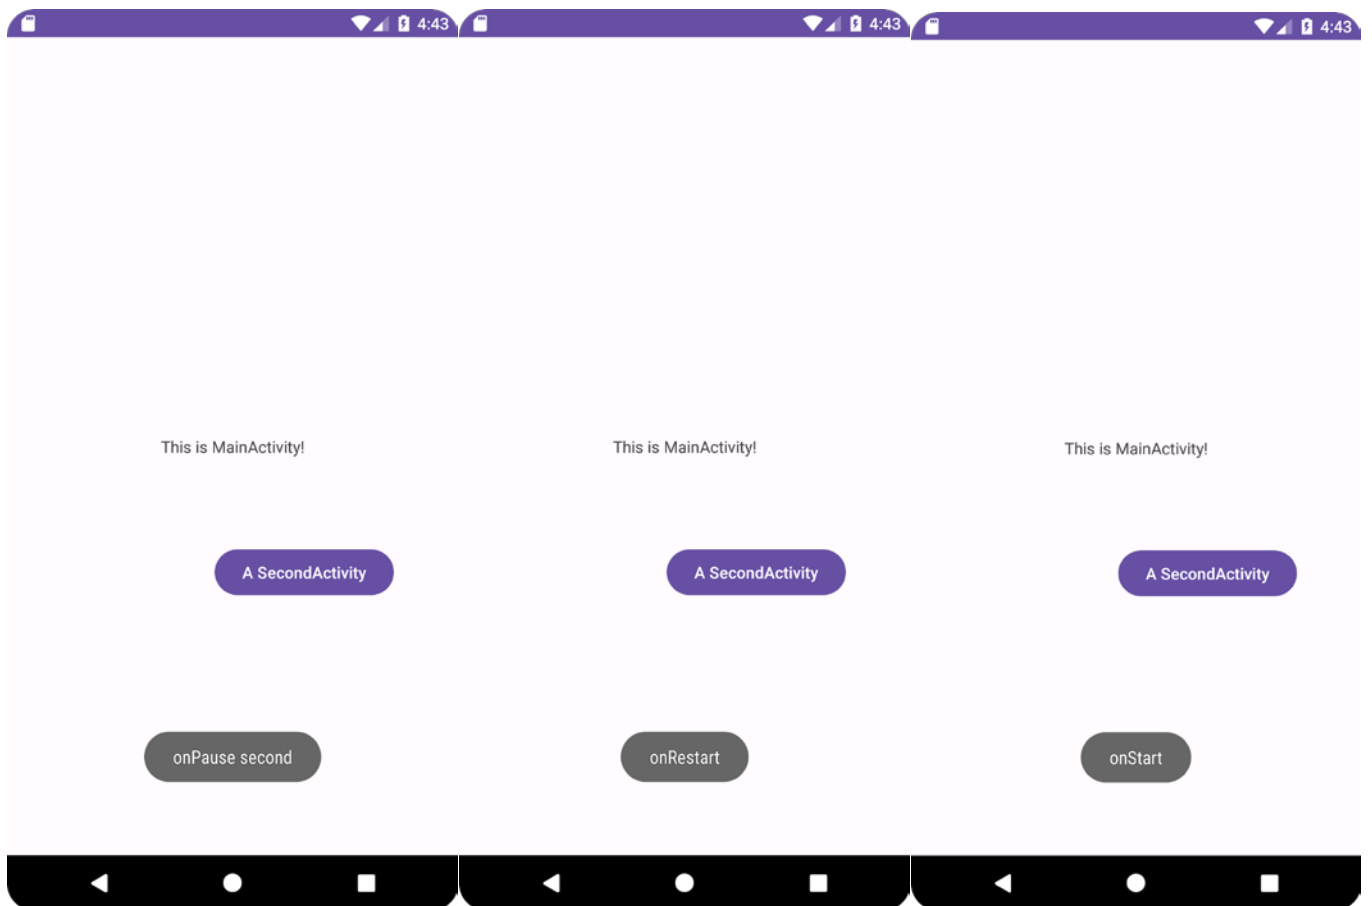 4:43
This is MainActivity!
A SecondActivity
onPause second
4:43
This is MainActivity!
A SecondActivity
onRestart
4:43
This is MainActivity!
A SecondActivity
onStart